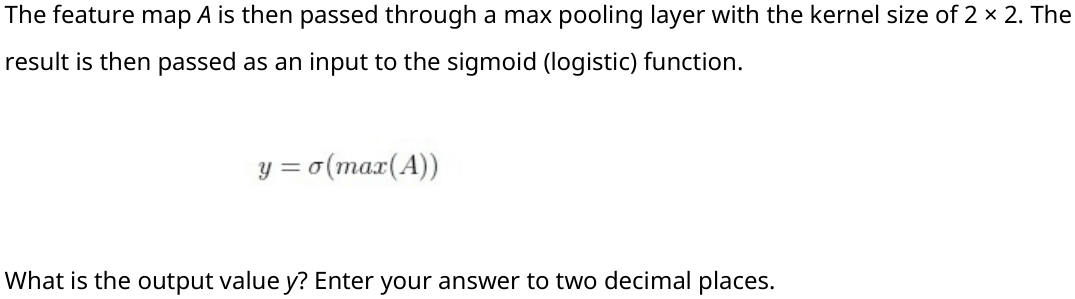 The feature map A is then passed through a max pooling layer with the kernel size of 2 × 2. The
result is then passed as an input to the sigmoid (logistic) function.
y = σ(max(A))
What is the output value y? Enter your answer to two decimal places.